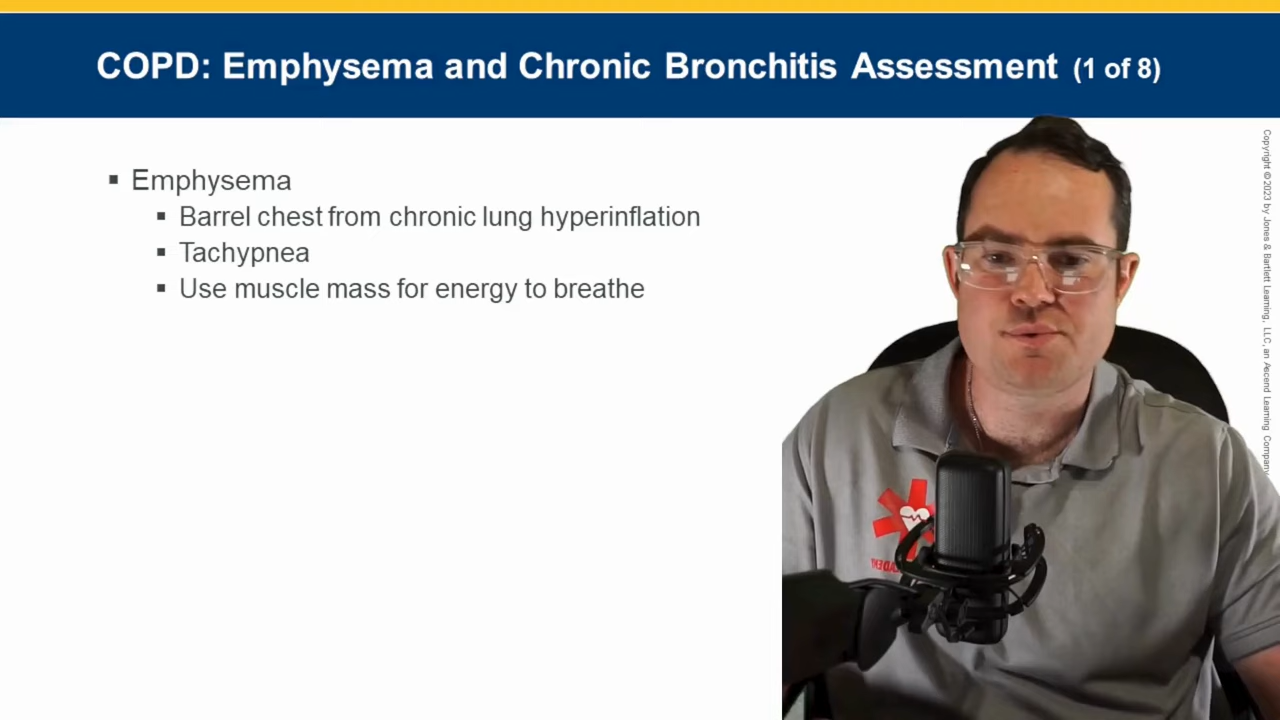 COPD: Emphysema and Chronic Bronchitis Assessment (1 of 8)
▪ Emphysema
▪ Barrel chest from chronic lung hyperinflation
▪ Tachypnea
▪ Use muscle mass for energy to breathe
Copyright ©2023 by Jones & Bartlett Learning, LLC, an Ascend Learning Company